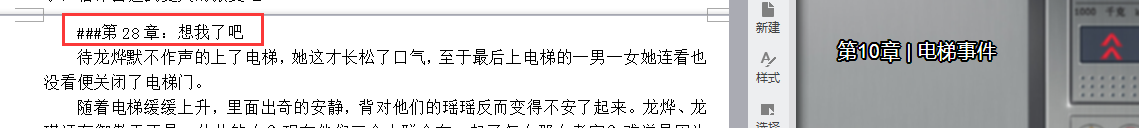 ###第 28 章：想我了吧
待龙烨默不作声的上了电梯，她这才长松了口气，至于最后上电梯的一男一女她连看也
没看便关闭了电梯门。
随着电梯缓缓上升，里面出奇的安静，背对他们的瑶瑶反而变得不安了起来。龙烨、龙
新建
样式
选择
1000 千克
第10章 | 电梯事件